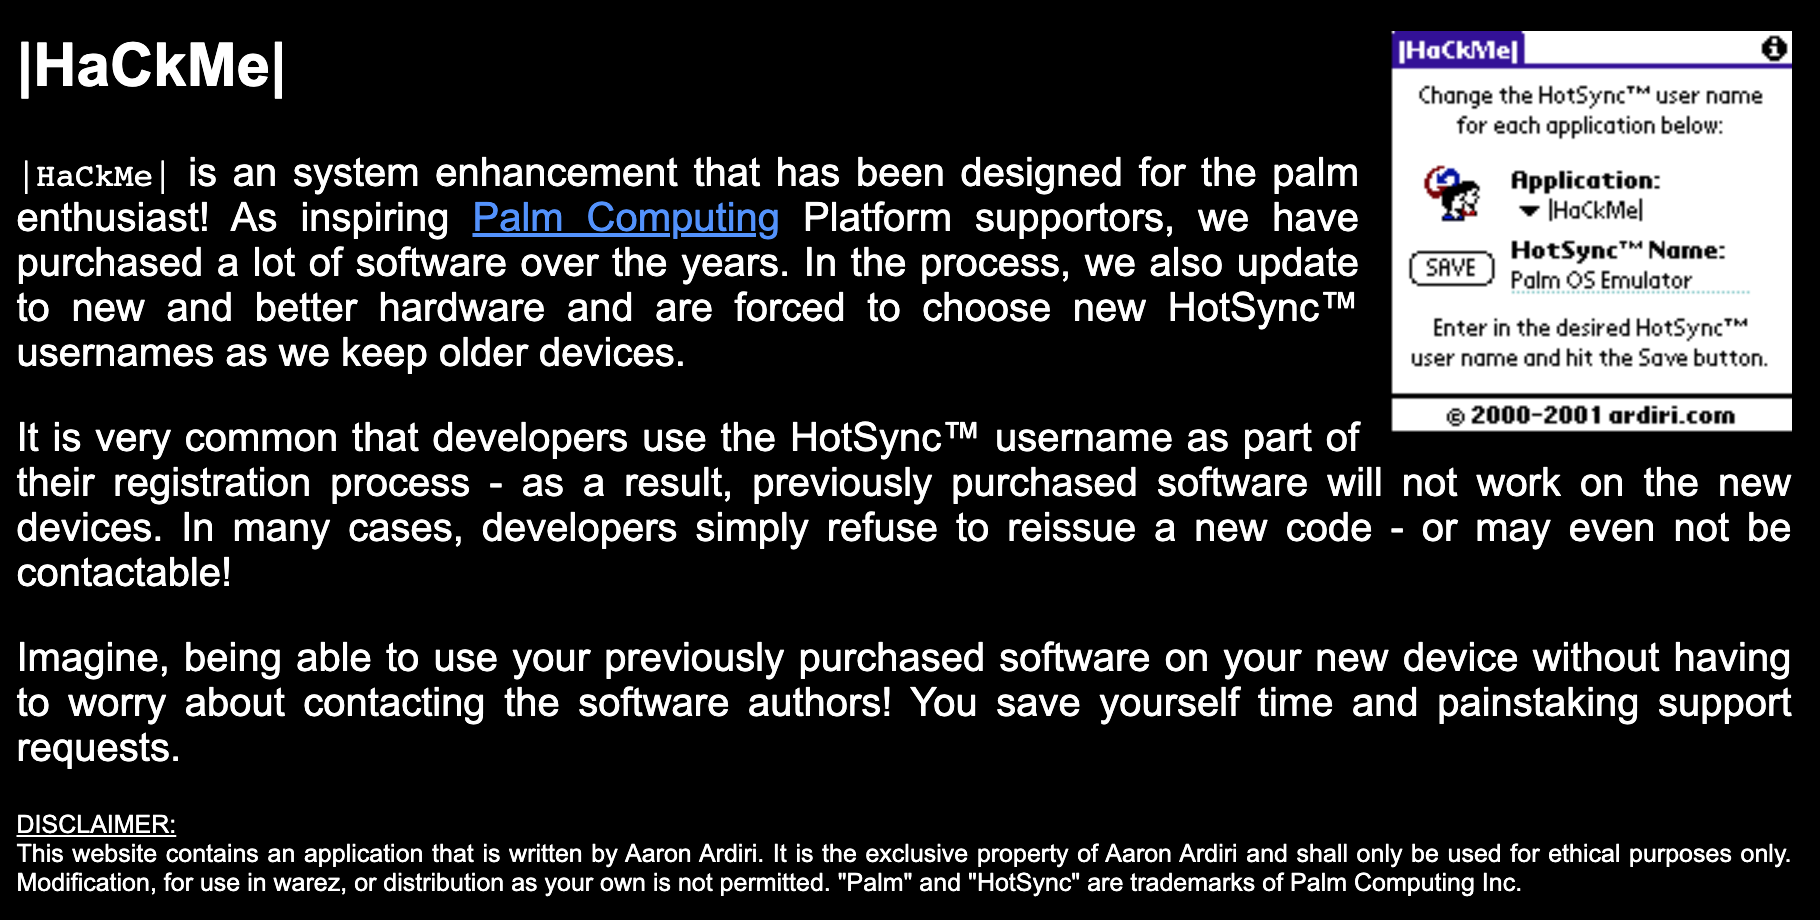 |HaCkMe|
|HaCkMe| is an system enhancement that has been designed for the palm
enthusiast! As inspiring Palm Computing Platform supportors, we have
purchased a lot of software over the years. In the process, we also update
to new and better hardware and are forced to choose new HotSync™
usernames as we keep older devices.
It is very common that developers use the HotSync™ username as part of
their registration process - as a result, previously purchased software will not work on the new
devices. In many cases, developers simply refuse to reissue a new code - or may even not be
contactable!
Imagine, being able to use your previously purchased software on your new device without having
to worry about contacting the software authors! You save yourself time and painstaking support
requests.
DISCLAIMER:
This website contains an application that is written by Aaron Ardiri. It is the exclusive property of Aaron Ardiri and shall only be used for ethical purposes only.
Modification, for use in warez, or distribution as your own is not permitted. "Palm" and "HotSync" are trademarks of Palm Computing Inc.
|HaCkMe| i
Change the HotSync™ user name
for each application below:
Application:
|HaCkMe|
HotSync™ Name:
SAVE Palm OS Emulator
Enter in the desired HotSync™
user name and hit the Save button.
© 2000-2001 ardiri.com